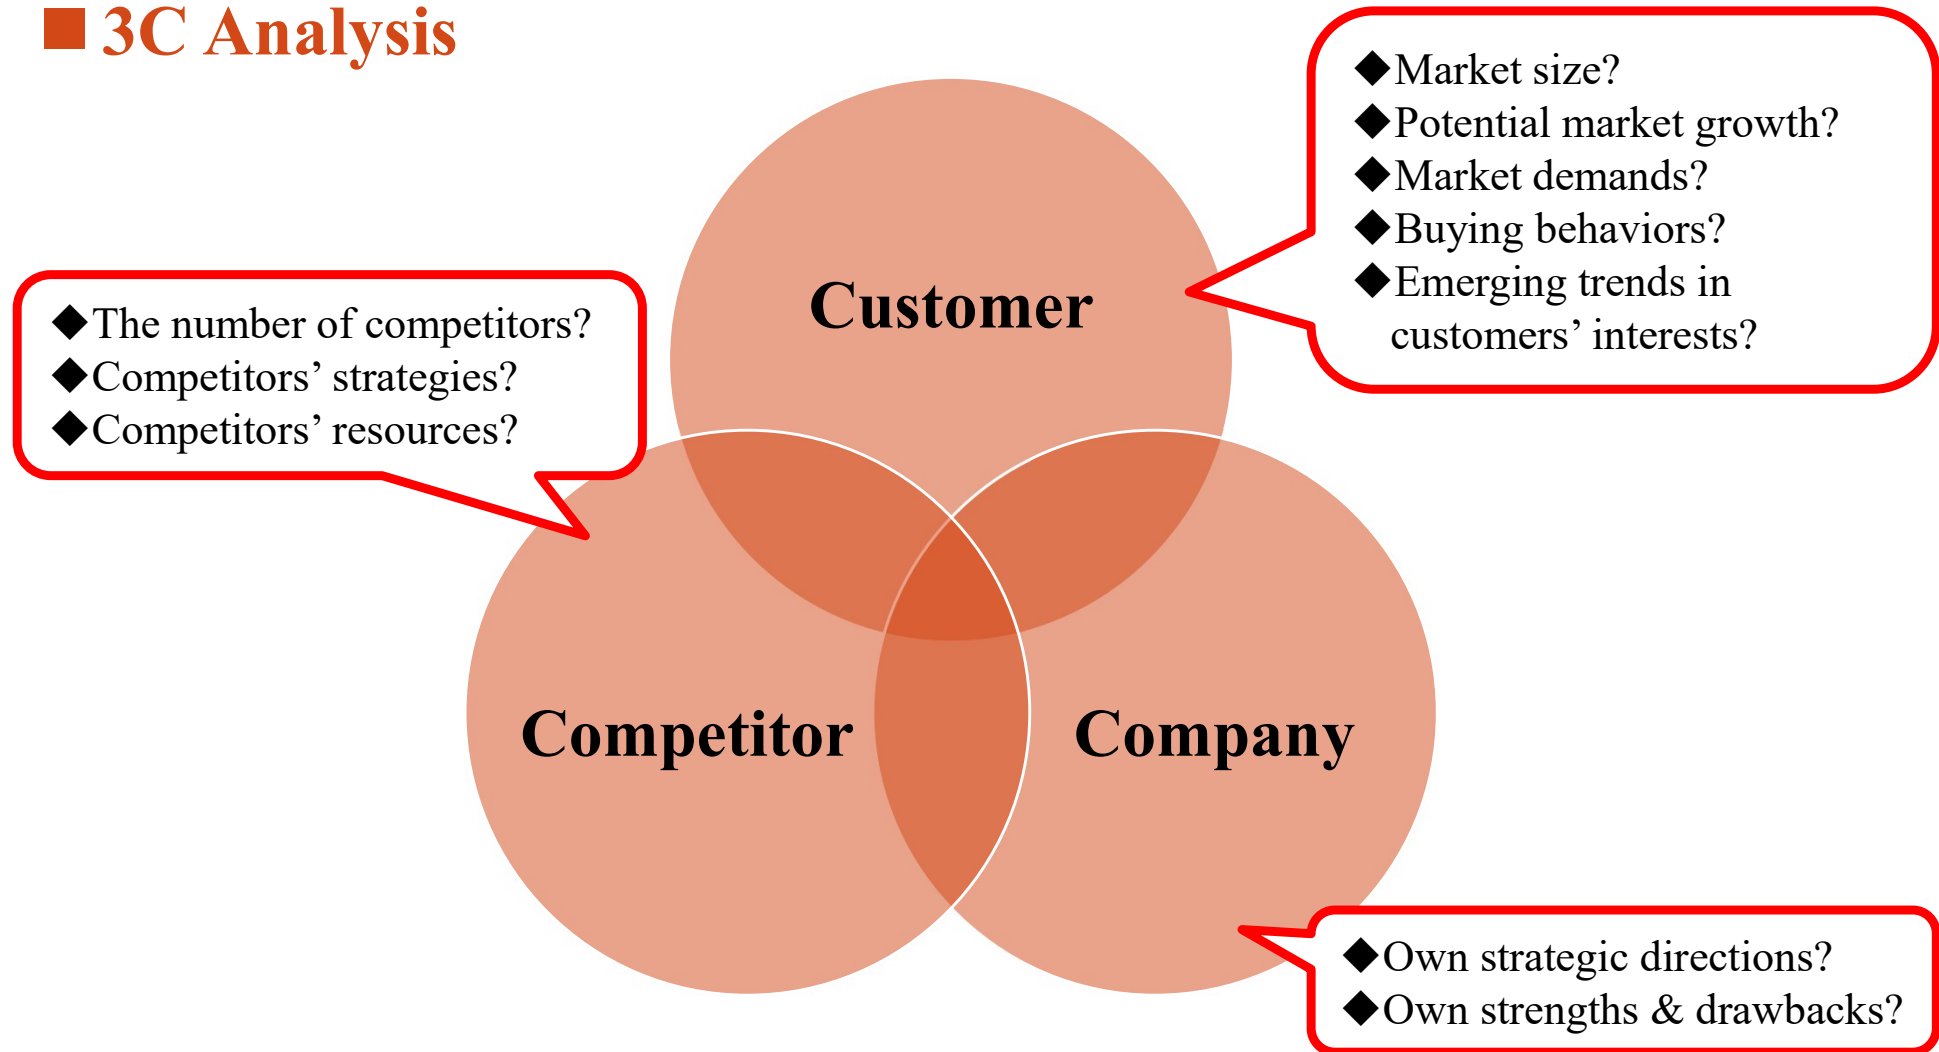 ■ 3C Analysis
◆Market size?
◆Potential market growth?
◆Market demands?
◆Buying behaviors?
◆Emerging trends in
customers’ interests?
Customer
◆The number of competitors?
◆Competitors’ strategies?
◆Competitors’ resources?
Competitor
Company
◆Own strategic directions?
◆Own strengths & drawbacks?